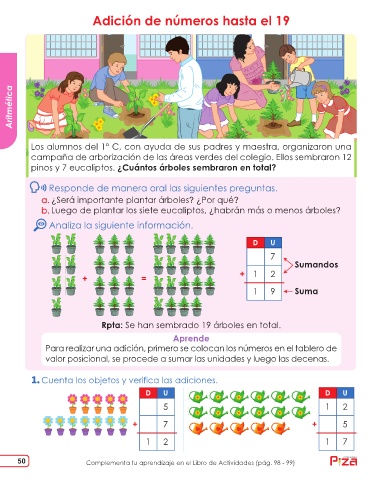 Adición de números hasta el 19
Aritmética
Los alumnos del 1° C, con ayuda de sus padres y maestra, organizaron una
campaña de arborización de las áreas verdes del colegio. Ellos sembraron 12
pinos y 7 eucaliptos. ¿Cuántos árboles sembraron en total?
Responde de manera oral las siguientes preguntas.
a. ¿Será importante plantar árboles? ¿Por qué?
b. Luego de plantar los siete eucaliptos, ¿habrán más o menos árboles?
Analiza la siguiente información.
D U
7
+ 1 2
Sumandos
1 9
Suma
+ =
Rpta: Se han sembrado 19 árboles en total.
Aprende
Para realizar una adición, primero se colocan los números en el tablero de
valor posicional, se procede a sumar las unidades y luego las decenas.
1. Cuenta los objetos y verifica las adiciones.
D U
5
+ 7
1 2
D U
1 2
+ 5
1 7
50
Complementa tu aprendizaje en el Libro de Actividades (pág. 98 - 99)